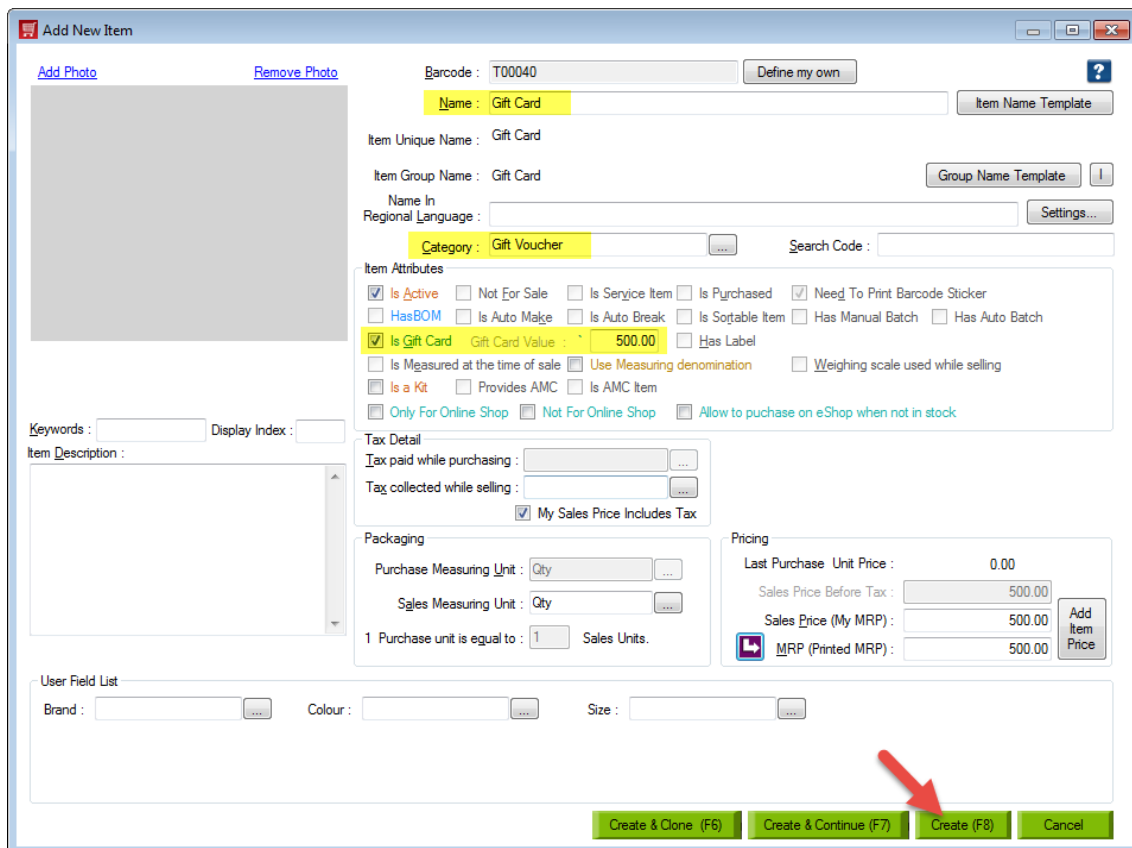 Add New Item
Add Photo Remove Photo Barcode : T00040 Define my own ?
Name : Gift Card Item Name Template
Item Unique Name : Gift Card
Item Group Name : Gift Card Group Name Template I
Name In
Regional Language : Settings...
Category : Gift Voucher ... Search Code :
Item Attributes
Is Active Not For Sale Is Service Item Is Purchased Need To Print Barcode Sticker
HasBOM Is Auto Make Is Auto Break Is Sortable Item Has Manual Batch Has Auto Batch
Is Gift Card Gift Card Value : ` 500.00 Has Label
Is Measured at the time of sale Use Measuring denomination Weighing scale used while selling
Is a Kit Provides AMC Is AMC Item
Only For Online Shop Not For Online Shop Allow to puchase on eShop when not in stock
Keywords : Display Index :
Item Description :
Tax Detail
Tax paid while purchasing : ...
Tax collected while selling : ...
My Sales Price Includes Tax
Packaging
Purchase Measuring Unit : Qty ...
Sales Measuring Unit : Qty ...
1 Purchase unit is equal to : 1 Sales Units.
Pricing
Last Purchase Unit Price : 0.00
Sales Price Before Tax : 500.00
Sales Price (My MRP) : 500.00
MRP (Printed MRP) : 500.00
Add
Item
Price
User Field List
Brand : ... Colour : ... Size : ...
Create & Clone (F6) Create & Continue (F7) Create (F8) Cancel